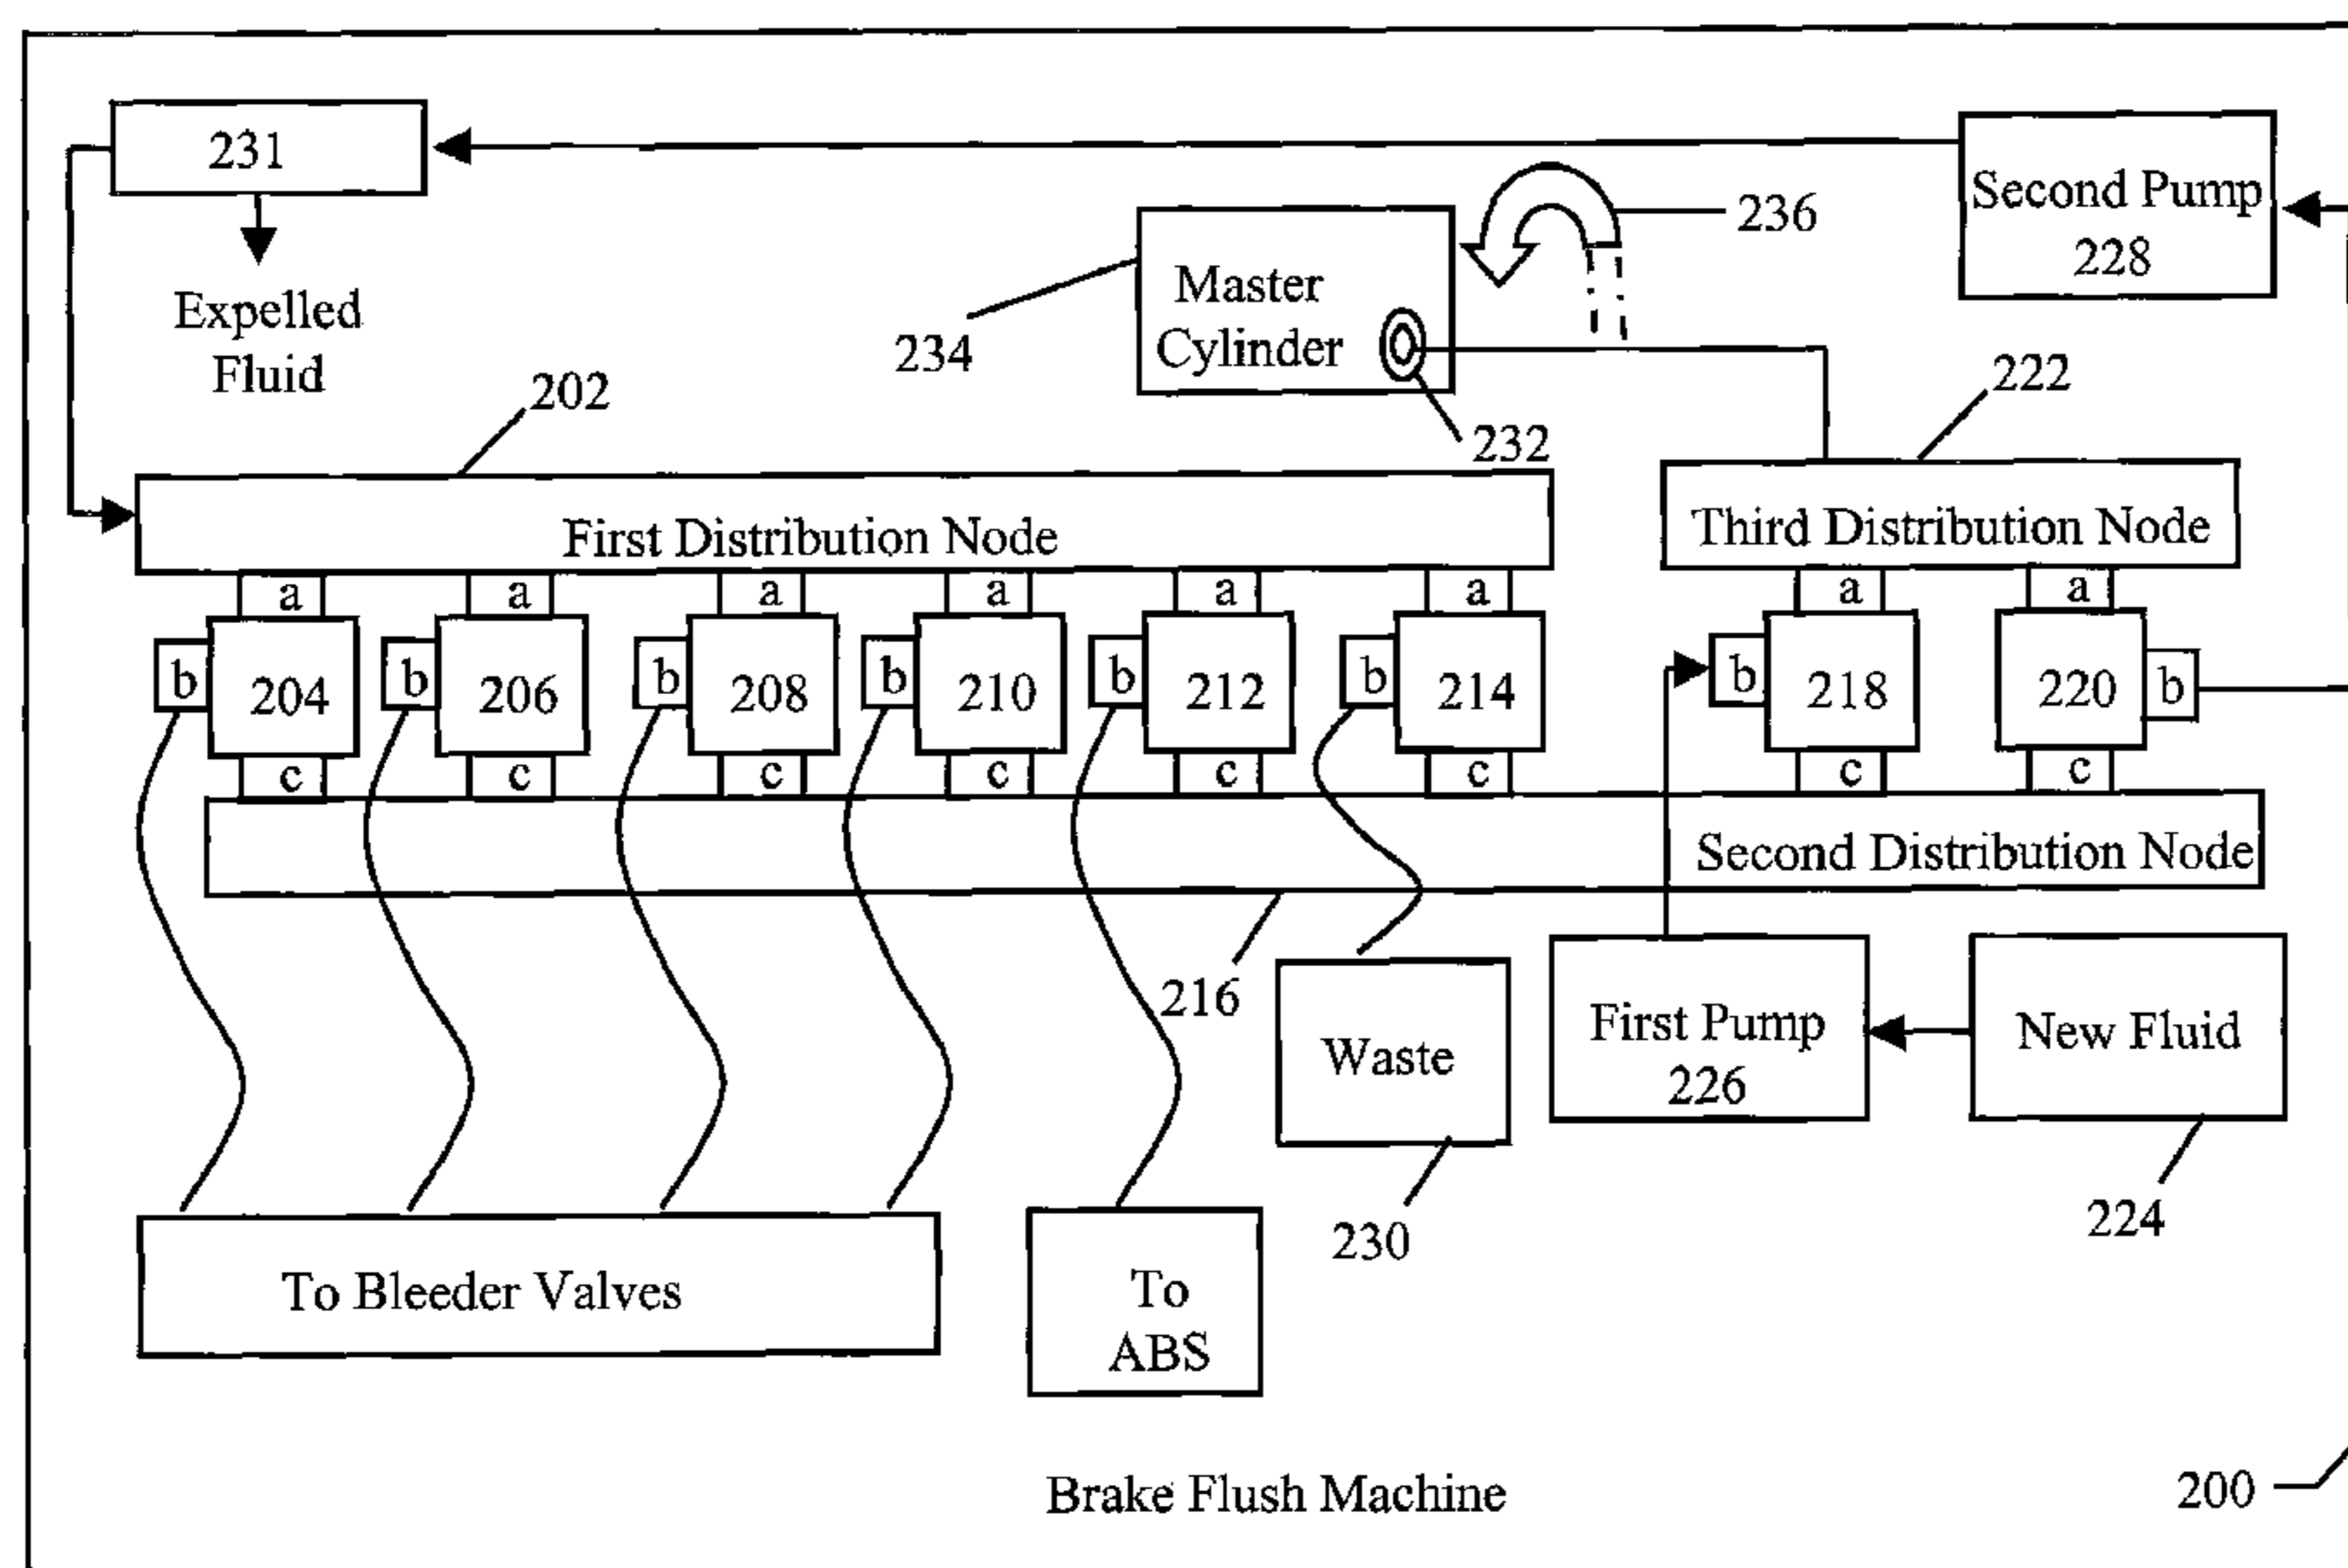 231
Expelled
Fluid
Second Pump
228
236
Master
Cylinder
234
232
202
222
First Distribution Node
Third Distribution Node
a a a a a a a a
b 204 b 206 b 208 b 210 b 212 b 214 b 218 220 b
c c c c c c c c
Second Distribution Node
216
Waste
First Pump
226
New Fluid
230
224
To Bleeder Valves
To
ABS
Brake Flush Machine
200